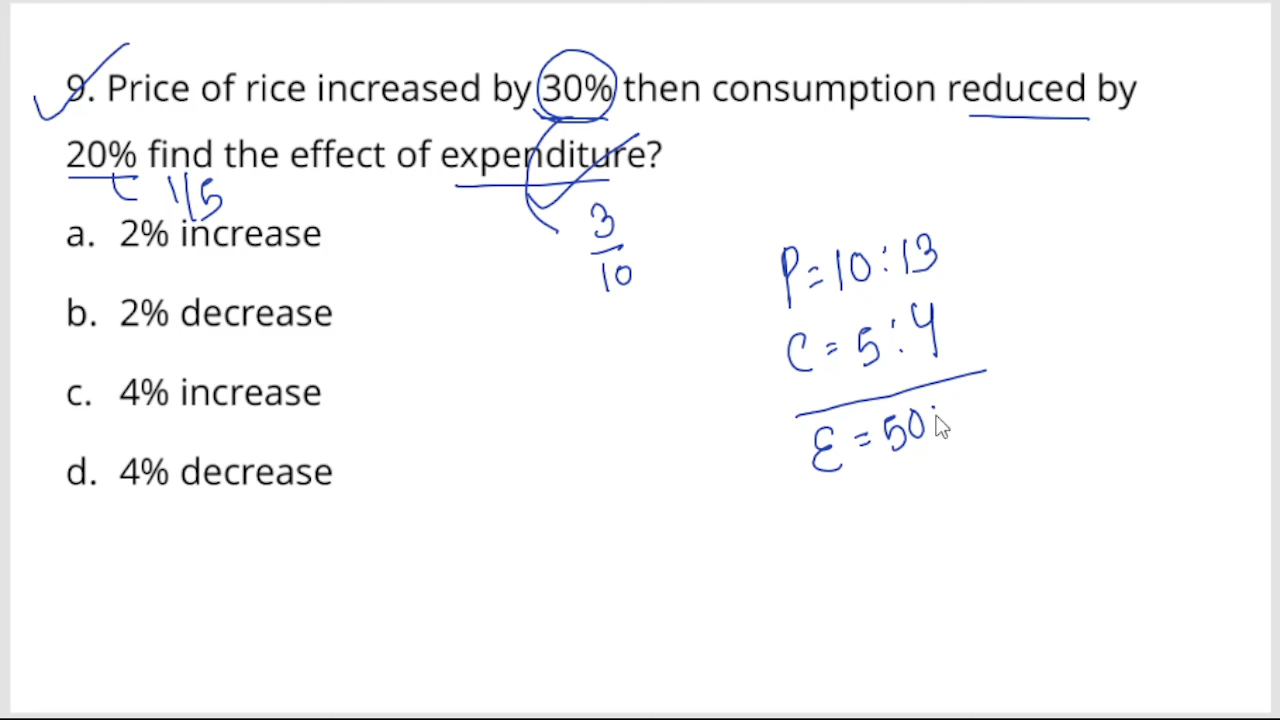 9. Price of rice increased by 30% then consumption reduced by
20% find the effect of expenditure?
1/5
a. 2% increase
3/10
P = 10 : 13
b. 2% decrease
C = 5 : 4
c. 4% increase
E = 50 :
d. 4% decrease